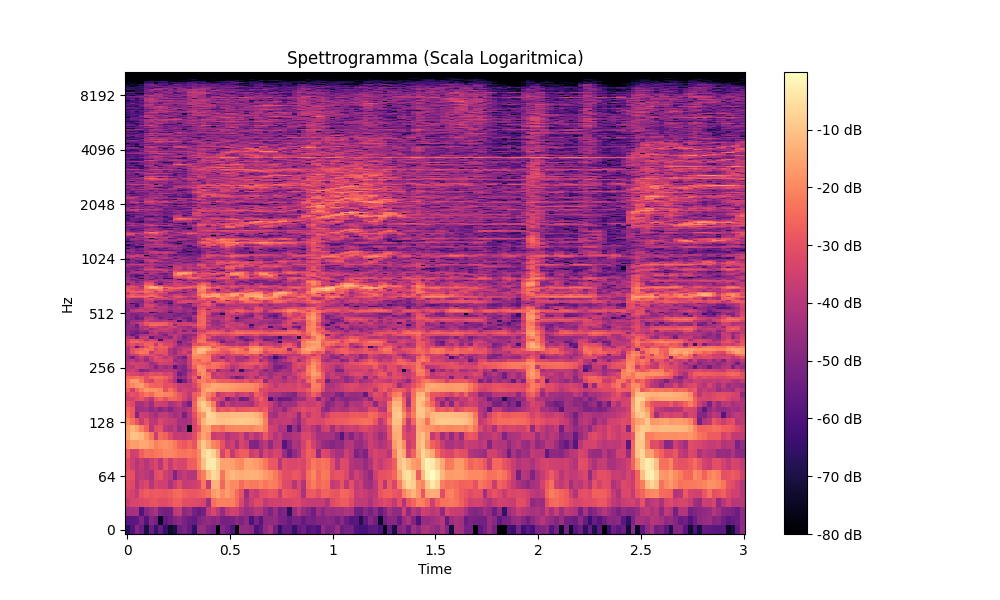 Spettrogramma (Scala Logaritmica)
8192
4096
2048
1024
512
256
128
64
0
Hz
0
0.5
1
1.5
2
2.5
3
Time
-10 dB
-20 dB
-30 dB
-40 dB
-50 dB
-60 dB
-70 dB
-80 dB